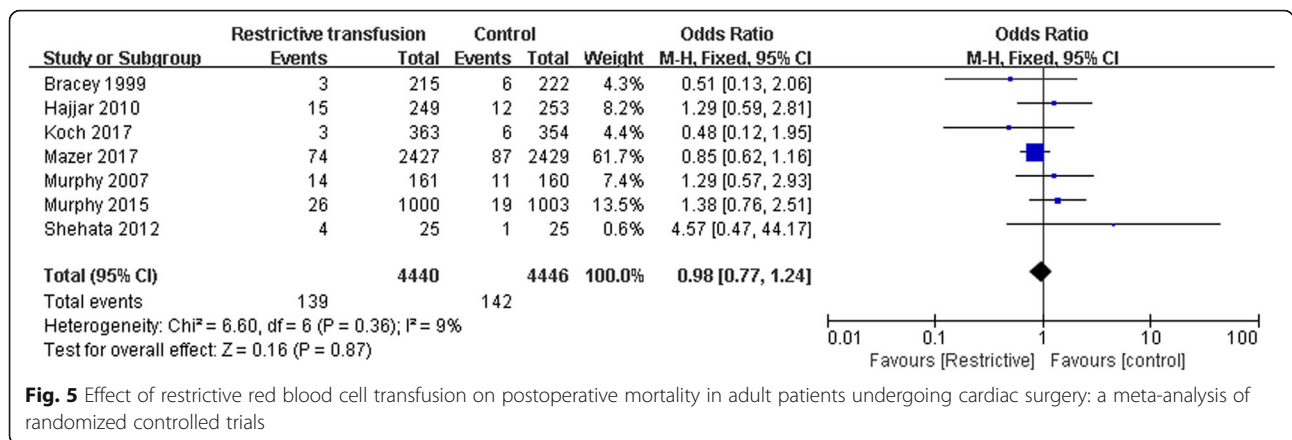 Restrictive transfusion Control Odds Ratio Odds Ratio
Study or Subgroup Events Total Events Total Weight M-H, Fixed, 95% CI M-H, Fixed, 95% CI
Bracey 1999 3 215 6 222 4.3% 0.51 [0.13, 2.06]
Hajjar 2010 15 249 12 253 8.2% 1.29 [0.59, 2.81]
Koch 2017 3 363 6 354 4.4% 0.48 [0.12, 1.95]
Mazer 2017 74 2427 87 2429 61.7% 0.85 [0.62, 1.16]
Murphy 2007 14 161 11 160 7.4% 1.29 [0.57, 2.93]
Murphy 2015 26 1000 19 1003 13.5% 1.38 [0.76, 2.51]
Shehata 2012 4 25 1 25 0.6% 4.57 [0.47, 44.17]
Total (95% CI) 4440 4446 100.0% 0.98 [0.77, 1.24]
Total events 139 142
Heterogeneity: Chi² = 6.60, df = 6 (P = 0.36); I² = 9%
Test for overall effect: Z = 0.16 (P = 0.87)
0.01 0.1 1 10 100
Favours [Restrictive] Favours [control]
Fig. 5 Effect of restrictive red blood cell transfusion on postoperative mortality in adult patients undergoing cardiac surgery: a meta-analysis of
randomized controlled trials